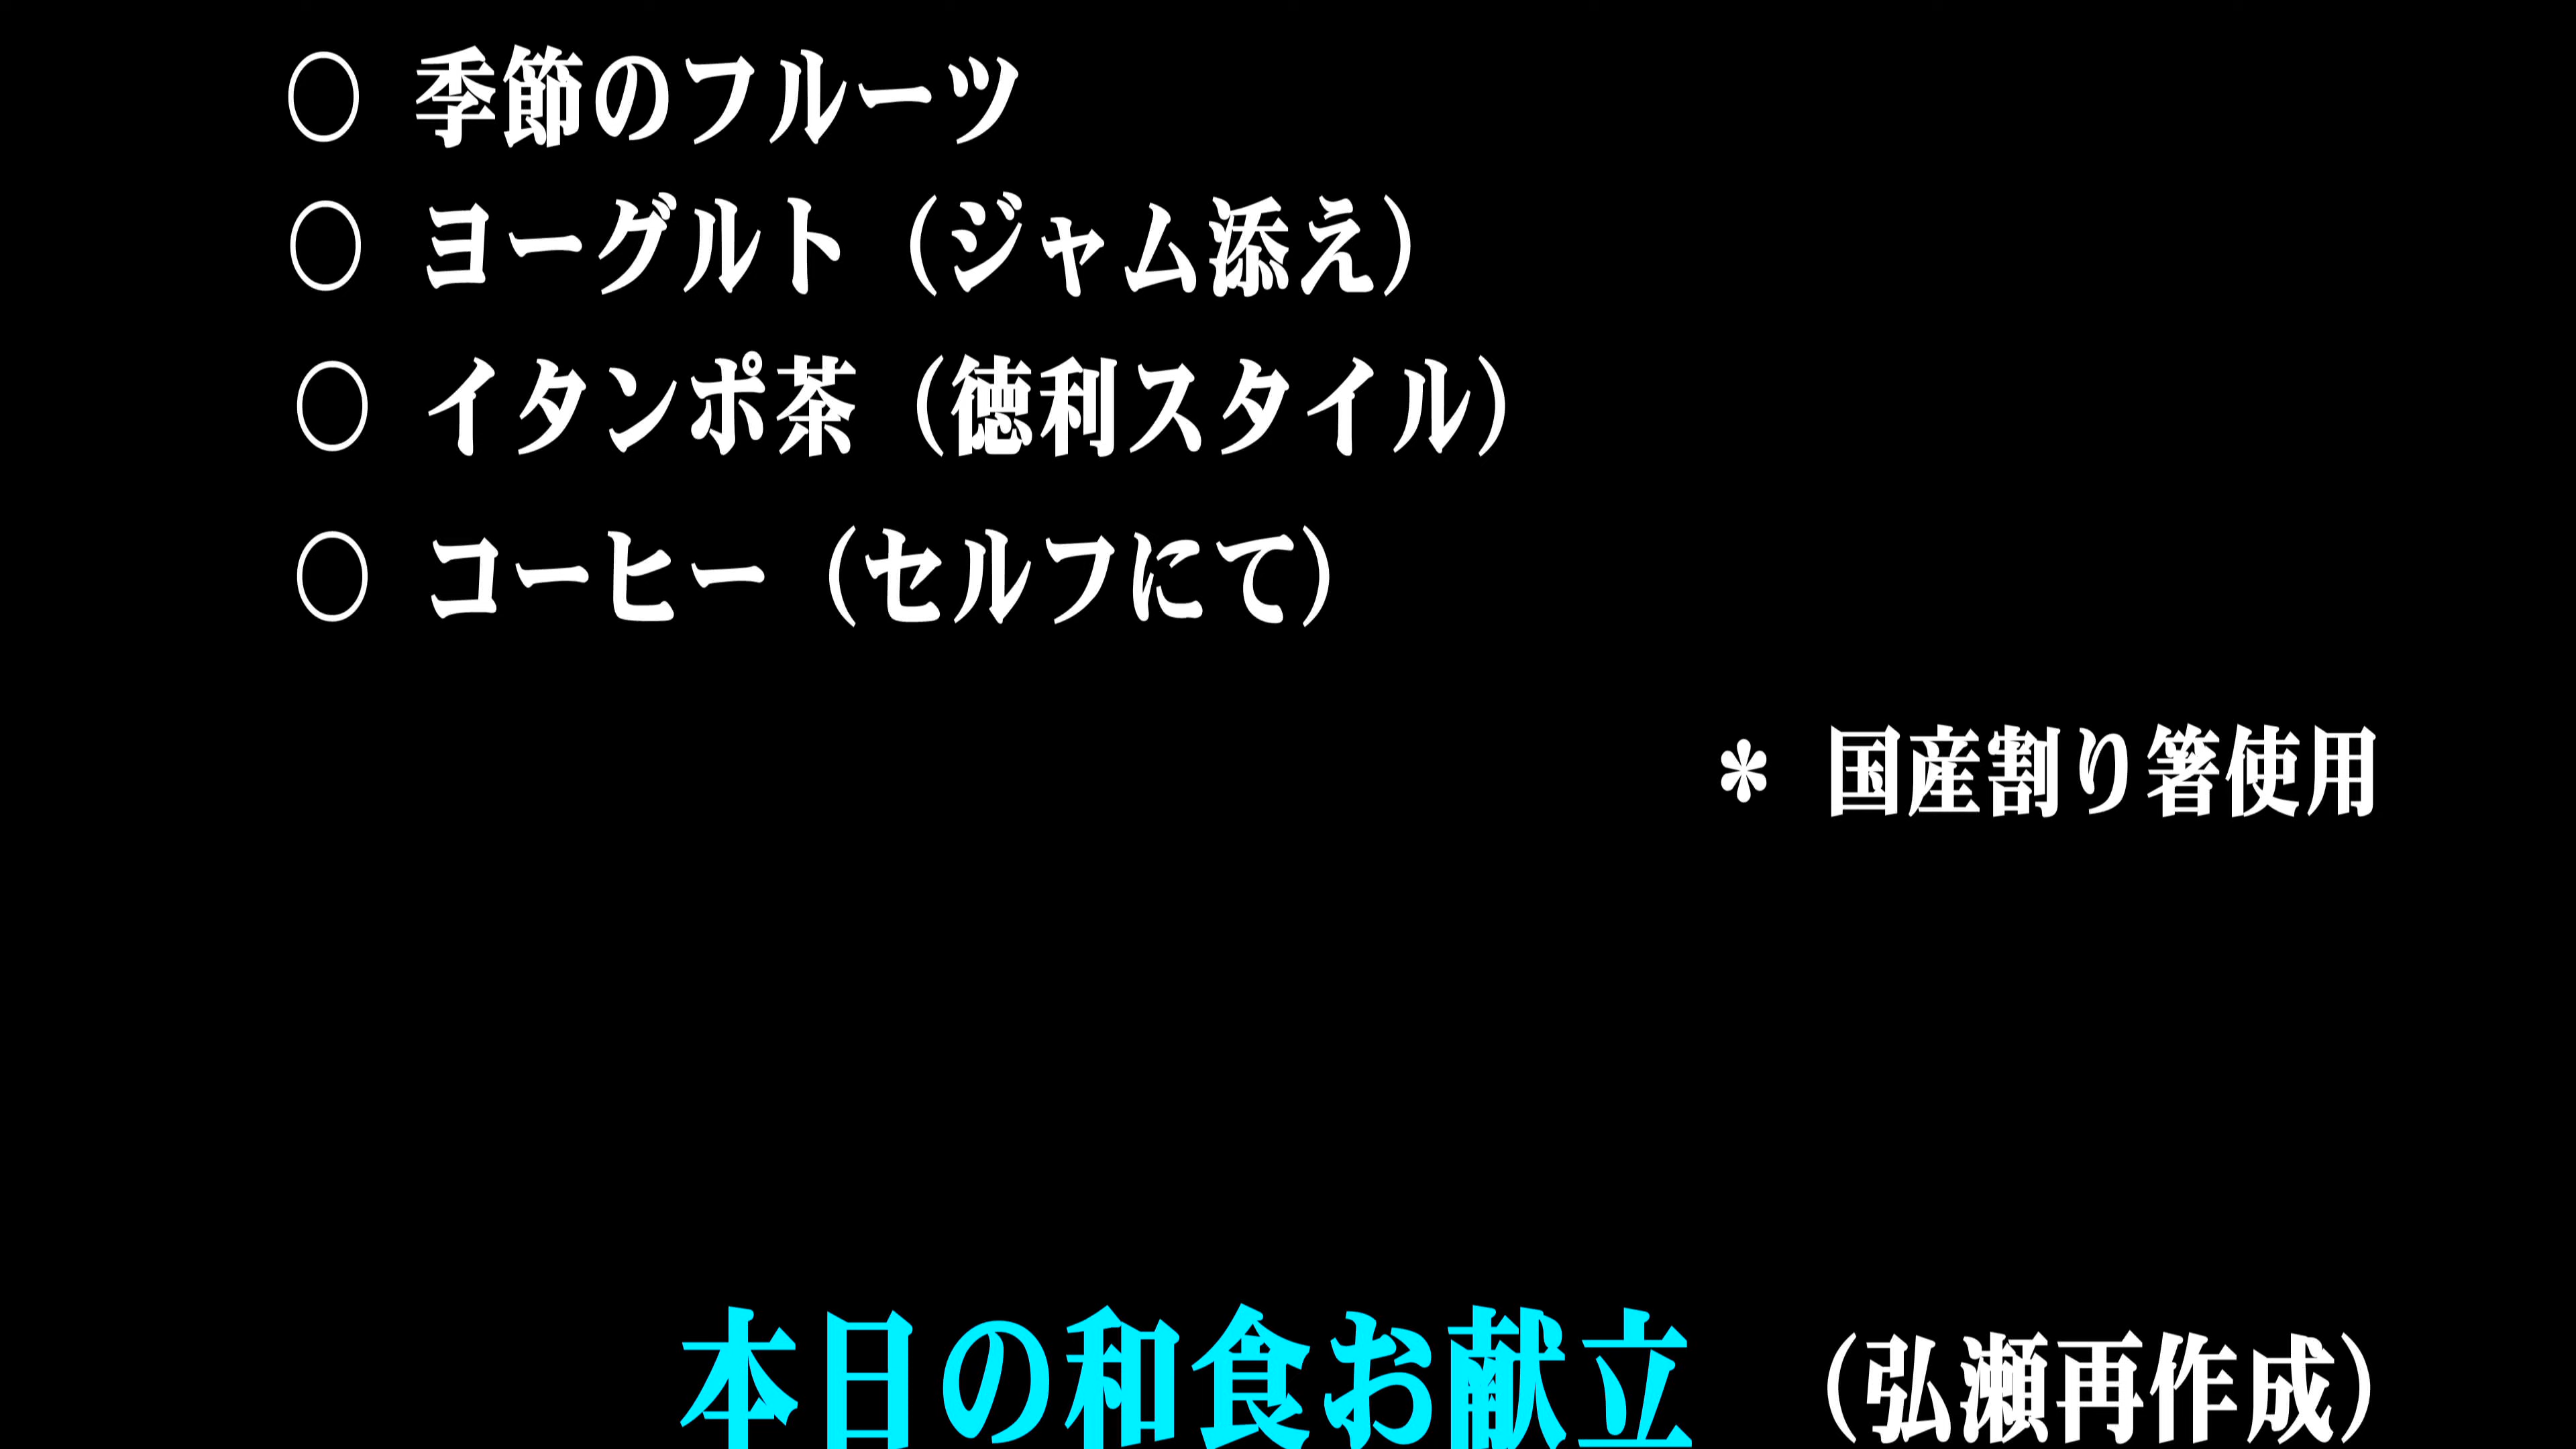 ○ 季節のフルーツ
○ ヨーグルト（ジャム添え）
○ イタンポ茶（徳利スタイル）
○ コーヒー（セルフにて）
* 国産割り箸使用
本日の和食お献立 （弘瀬再作成）